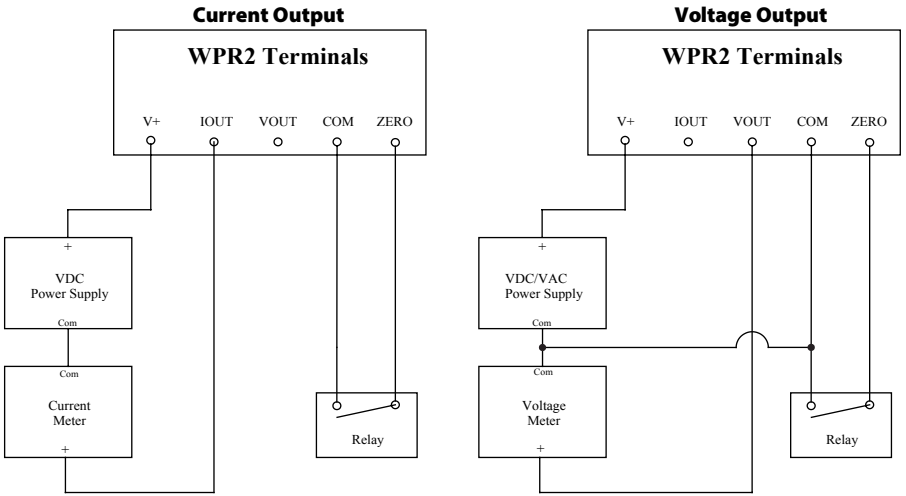 Current Output
WPR2 Terminals
V+ IOUT VOUT COM ZERO
+
VDC
Power Supply
Com
Com
Current
Meter
+
Relay
Voltage Output
WPR2 Terminals
V+ IOUT VOUT COM ZERO
+
VDC/VAC
Power Supply
Com
Com
Voltage
Meter
+
Relay